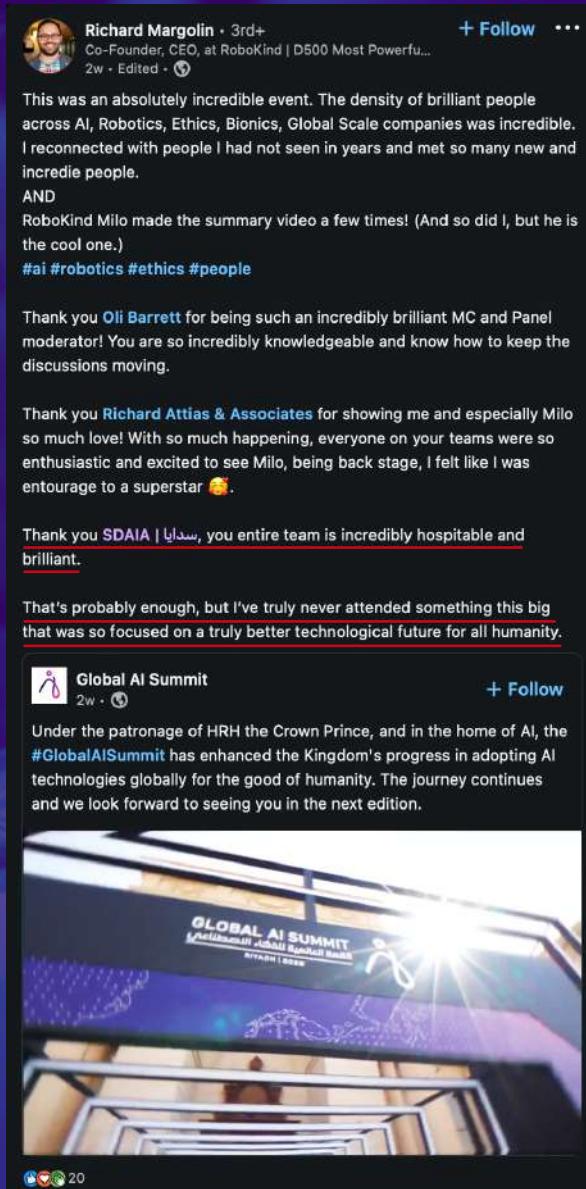 Richard Margolin • 3rd+
+ Follow •••
Co-Founder, CEO, at RoboKind | D500 Most Powerfu...
2w • Edited •
This was an absolutely incredible event. The density of brilliant people
across AI, Robotics, Ethics, Bionics, Global Scale companies was incredible.
I reconnected with people I had not seen in years and met so many new and
incredie people.
AND
RoboKind Milo made the summary video a few times! (And so did I, but he is
the cool one.)
#ai #robotics #ethics #people
Thank you Oli Barrett for being such an incredibly brilliant MC and Panel
moderator! You are so incredibly knowledgeable and know how to keep the
discussions moving.
Thank you Richard Attias & Associates for showing me and especially Milo
so much love! With so much happening, everyone on your teams were so
enthusiastic and excited to see Milo, being back stage, I felt like I was
entourage to a superstar 🥰.
Thank you SDAIA | سدايا, you entire team is incredibly hospitable and
brilliant.
That's probably enough, but I've truly never attended something this big
that was so focused on a truly better technological future for all humanity.
Global AI Summit
+ Follow
2w •
Under the patronage of HRH the Crown Prince, and in the home of AI, the
#GlobalAISummit has enhanced the Kingdom's progress in adopting AI
technologies globally for the good of humanity. The journey continues
and we look forward to seeing you in the next edition.
GLOBAL AI SUMMIT
القمة العالمية للذكاء الاصطناعي
RIYADH |
20